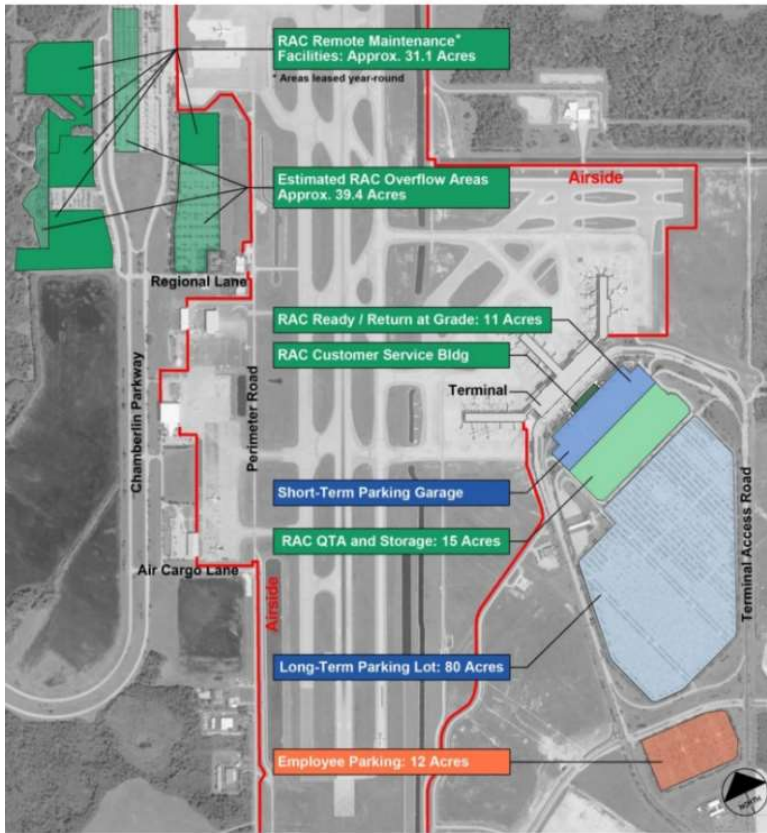 RAC Remote Maintenance*
Facilities: Approx. 31.1 Acres
* Areas leased year-round
Airside
Estimated RAC Overflow Areas
Approx. 39.4 Acres
Regional Lane
RAC Ready / Return at Grade: 11 Acres
RAC Customer Service Bldg
Terminal
Chamberlin Parkway
Perimeter Road
Short-Term Parking Garage
RAC QTA and Storage: 15 Acres
Terminal Access Road
Air Cargo Lane
Airside
Long-Term Parking Lot: 80 Acres
Employee Parking: 12 Acres
NORTH